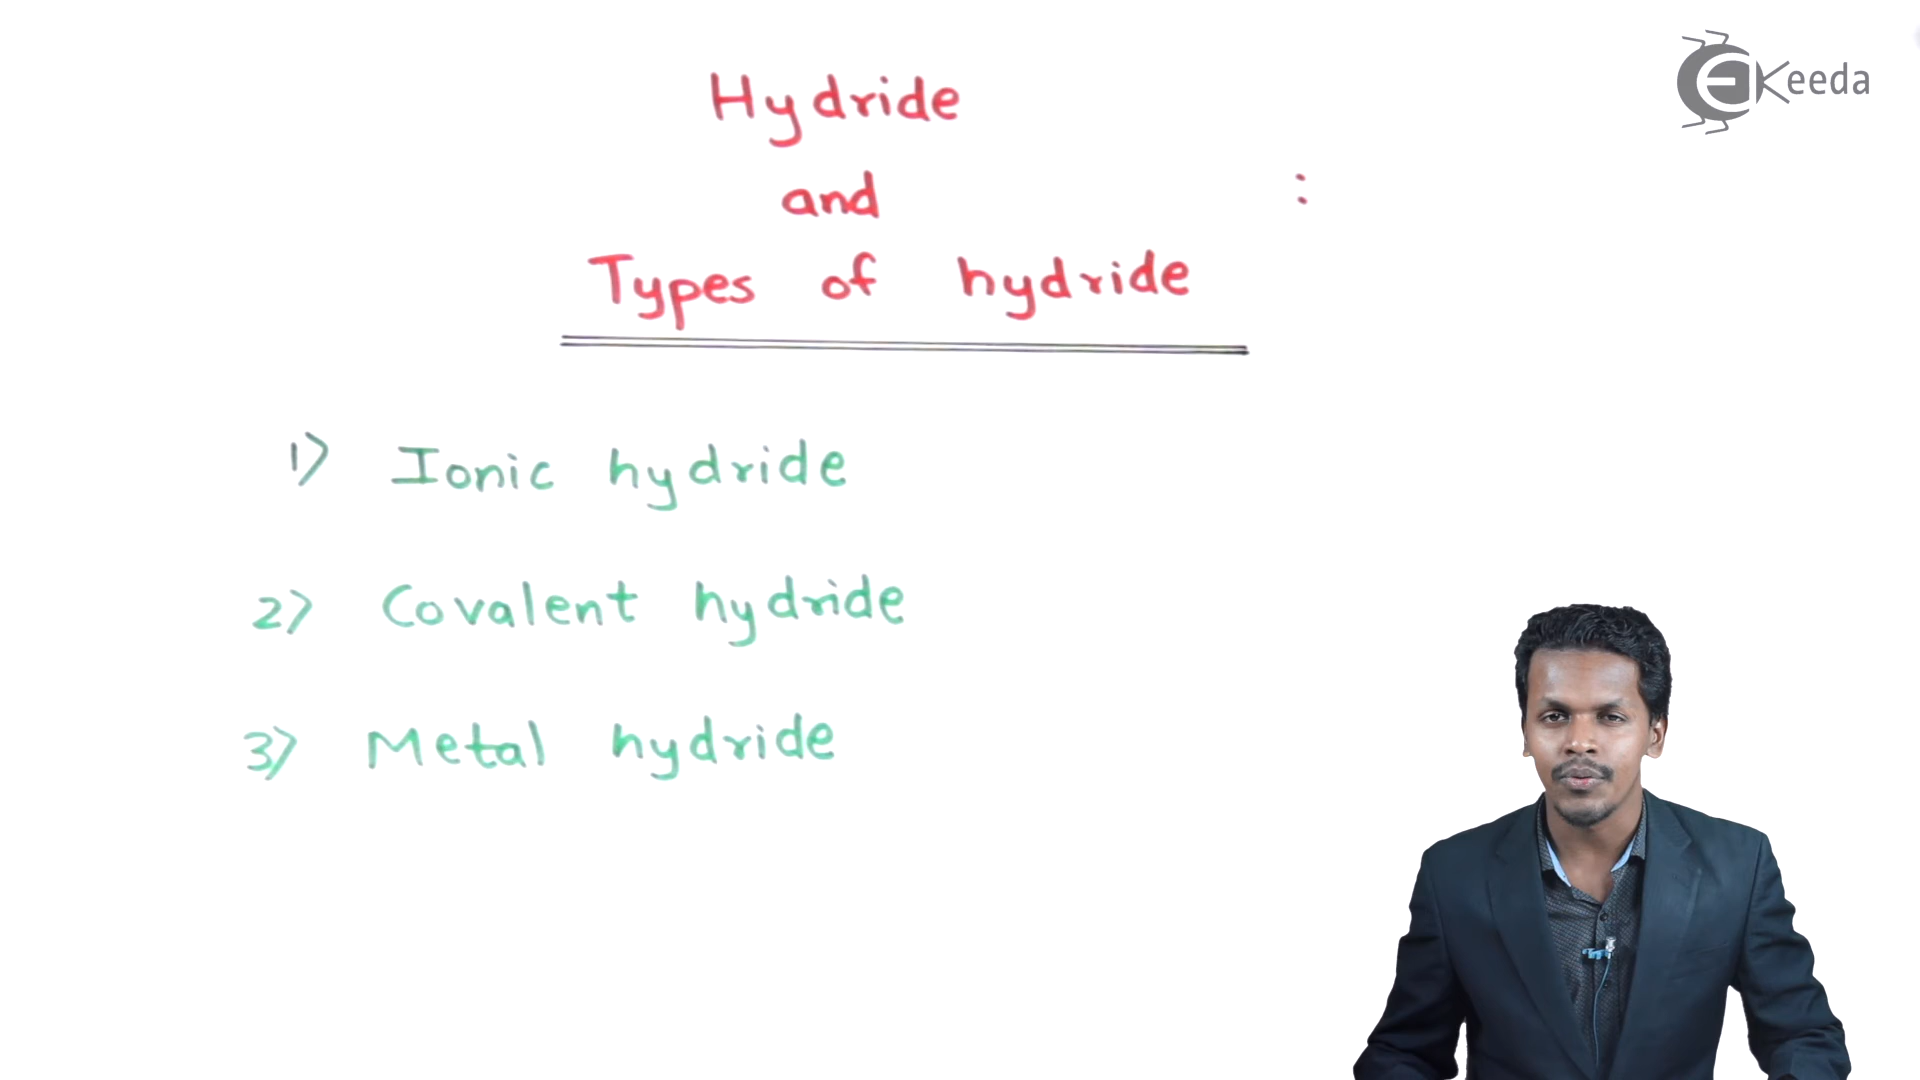 Keeda
Hydride
and :
Types of hydride
1) Ionic hydride
2) Covalent hydride
3) Metal hydride